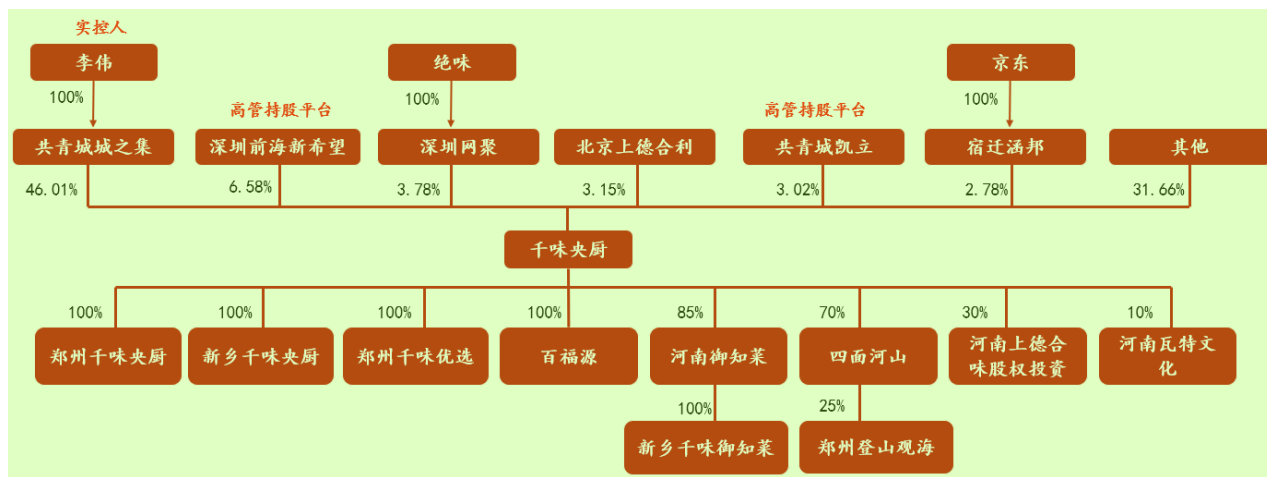 实控人
李伟
绝味
京东
100%
100%
100%
高管持股平台
高管持股平台
共青城城之集
深圳前海新希望
深圳网聚
北京上德合利
共青城凯立
宿迁涵邦
其他
46.01%
6.58%
3.78%
3.15%
3.02%
2.78%
31.66%
千味央厨
100%
100%
100%
100%
85%
70%
30%
10%
郑州千味央厨
新乡千味央厨
郑州千味优选
百福源
河南御知菜
四面河山
河南上德合
味股权投资
河南瓦特文
化
100%
25%
新乡千味御知菜
郑州登山观海